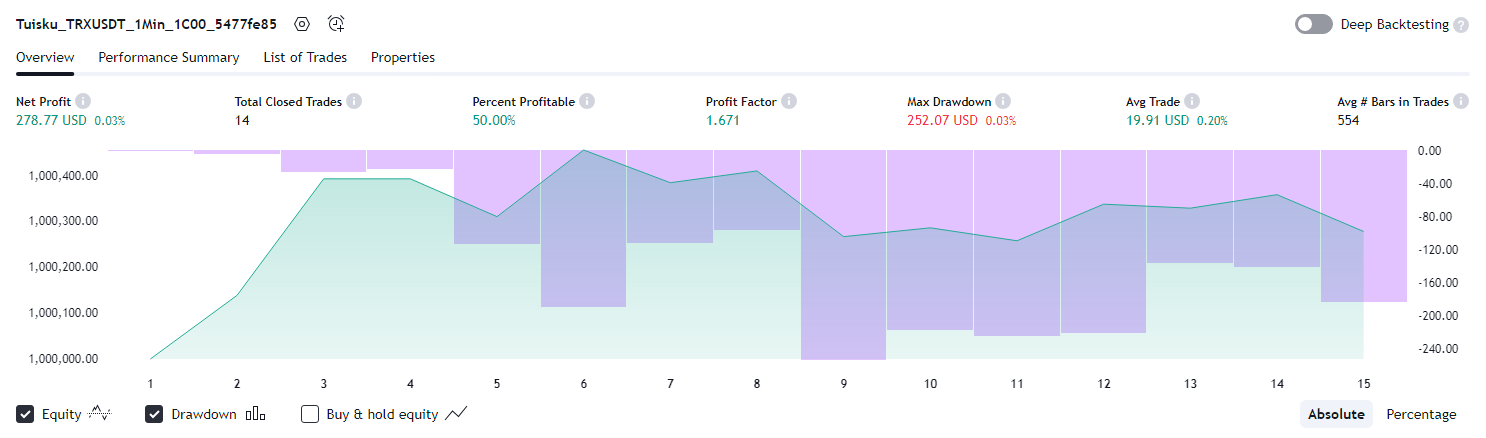 Tuisku_TRXUSDT_1Min_1C00_5477fe85 Deep Backtesting ?
Overview Performance Summary List of Trades Properties
Net Profit i Total Closed Trades i Percent Profitable i Profit Factor i Max Drawdown i Avg Trade i Avg # Bars in Trades i
278.77 USD 0.03% 14 50.00% 1.671 252.07 USD 0.03% 19.91 USD 0.20% 554
0.00
1,000,400.00 -40.00
1,000,300.00 -80.00
-120.00
1,000,200.00 -160.00
1,000,100.00 -200.00
1,000,000.00 -240.00
1 2 3 4 5 6 7 8 9 10 11 12 13 14 15
Equity Drawdown Buy & hold equity Absolute Percentage